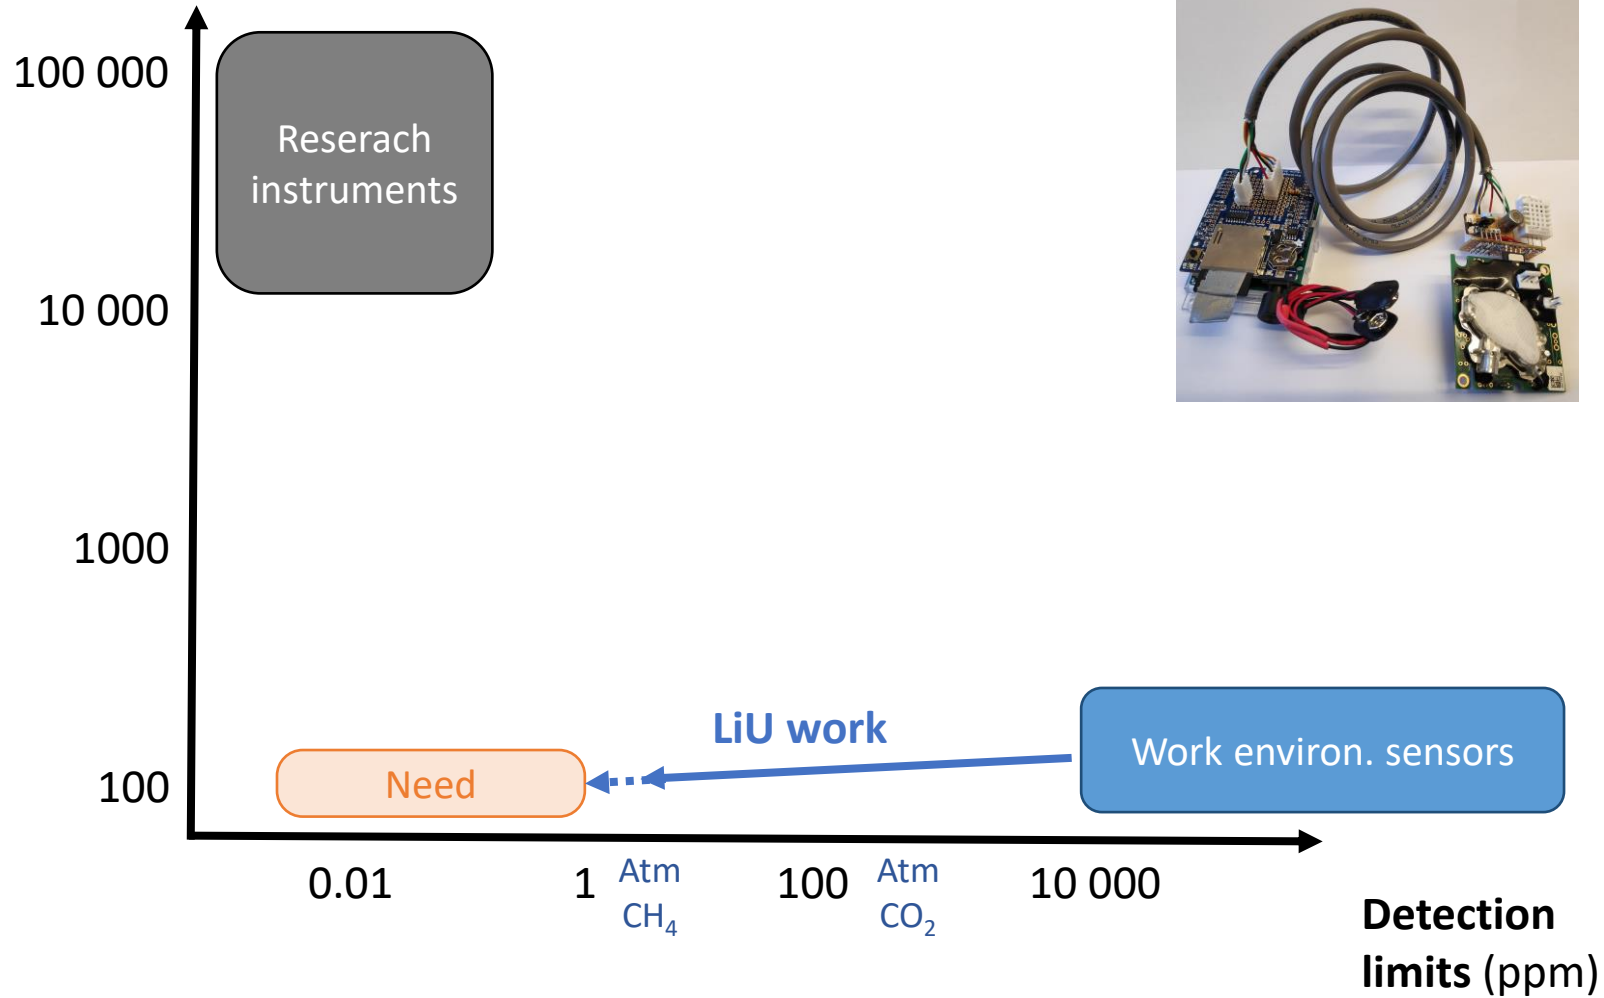 100 000
Reserach
instruments
10 000
1000
LiU work
Work environ. sensors
Need
100
0.01
1
Atm
CH₄
100
Atm
CO₂
10 000
Detection
limits (ppm)